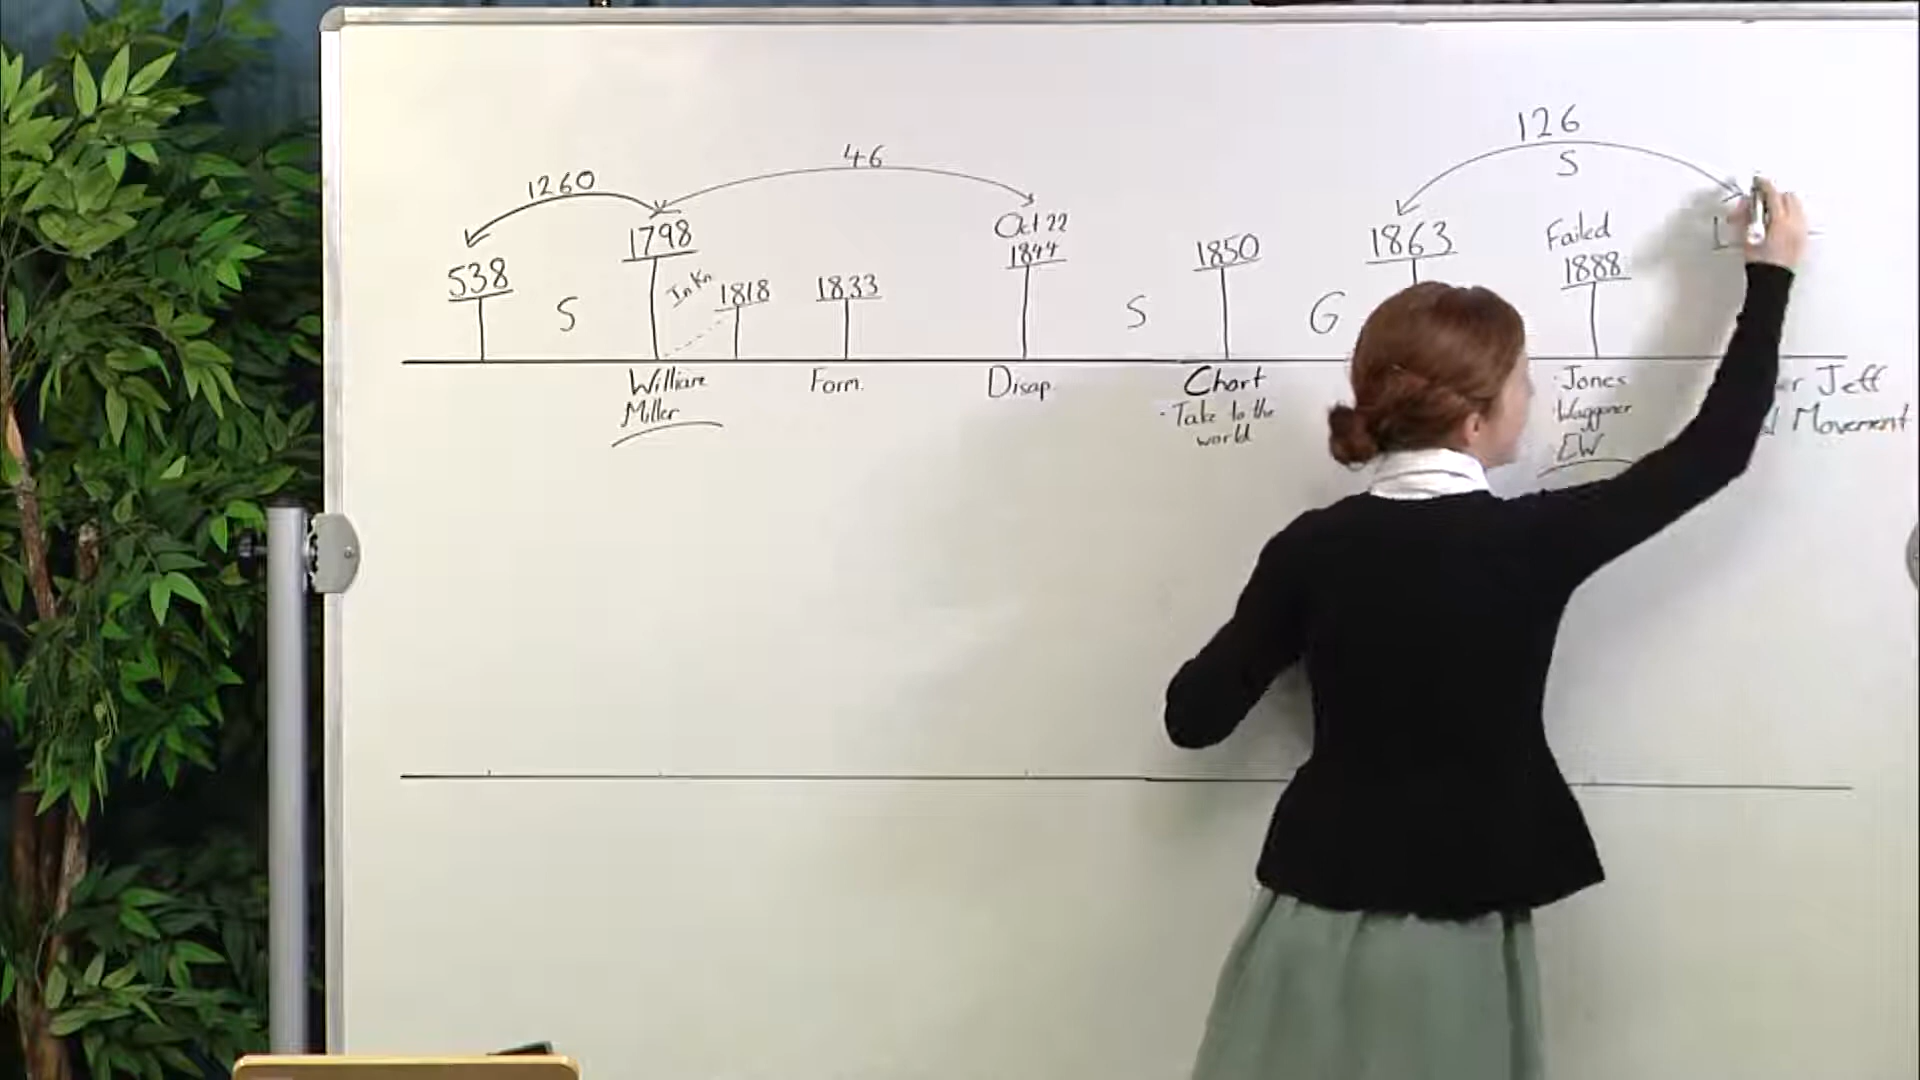 126
S
46
1260
Oct 22
Failed
1798
1863
1844
1850
1888
538
In Kn
1818
1833
S
S
G
William
Miller
Form.
Disap.
Chart
· Take to the
world
· Jones
· Waggoner
· EW
Jeff
Movement